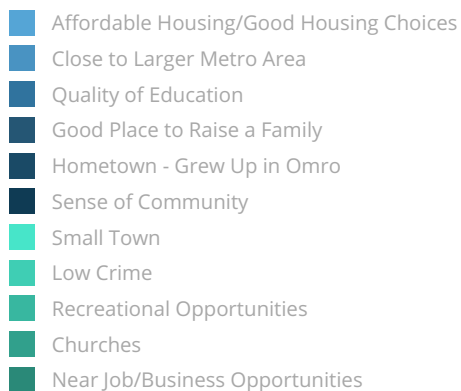 Affordable Housing/Good Housing Choices
Close to Larger Metro Area
Quality of Education
Good Place to Raise a Family
Hometown - Grew Up in Omro
Sense of Community
Small Town
Low Crime
Recreational Opportunities
Churches
Near Job/Business Opportunities